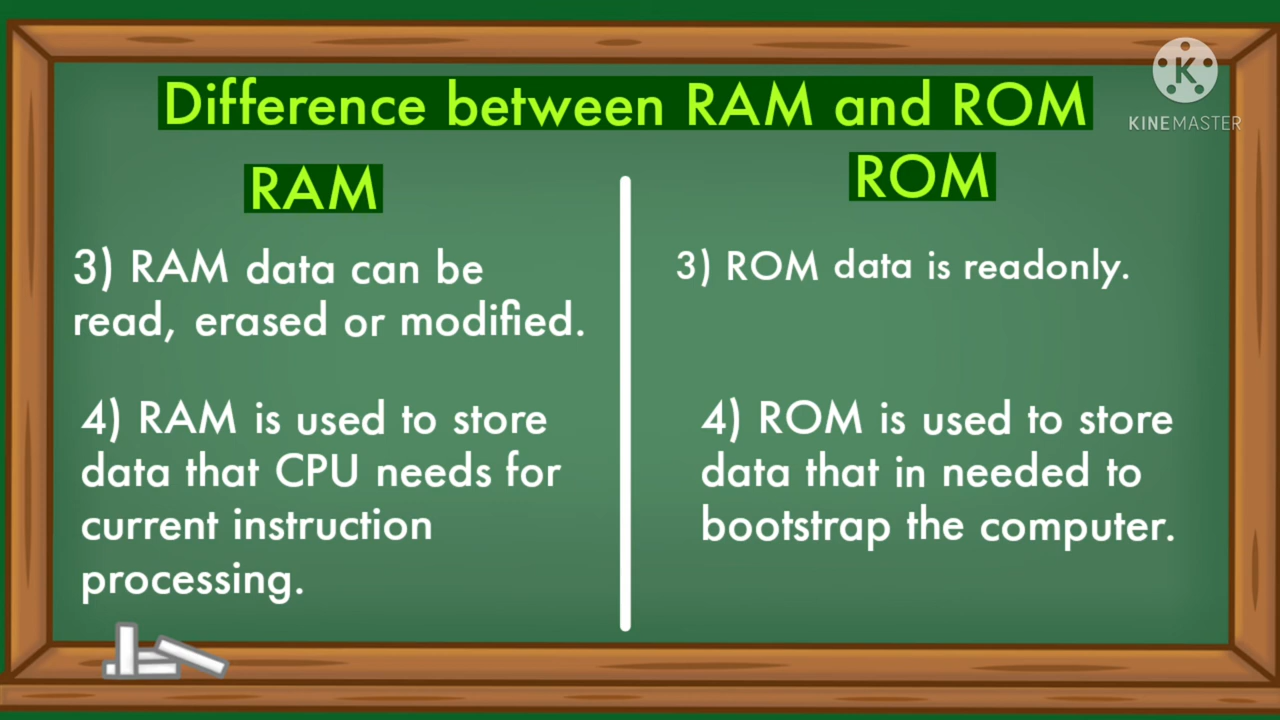 Difference between RAM and ROM
KINEMASTER
RAM
3) RAM data can be
read, erased or modified.
4) RAM is used to store
data that CPU needs for
current instruction
processing.
ROM
3) ROM data is readonly.
4) ROM is used to store
data that in needed to
bootstrap the computer.